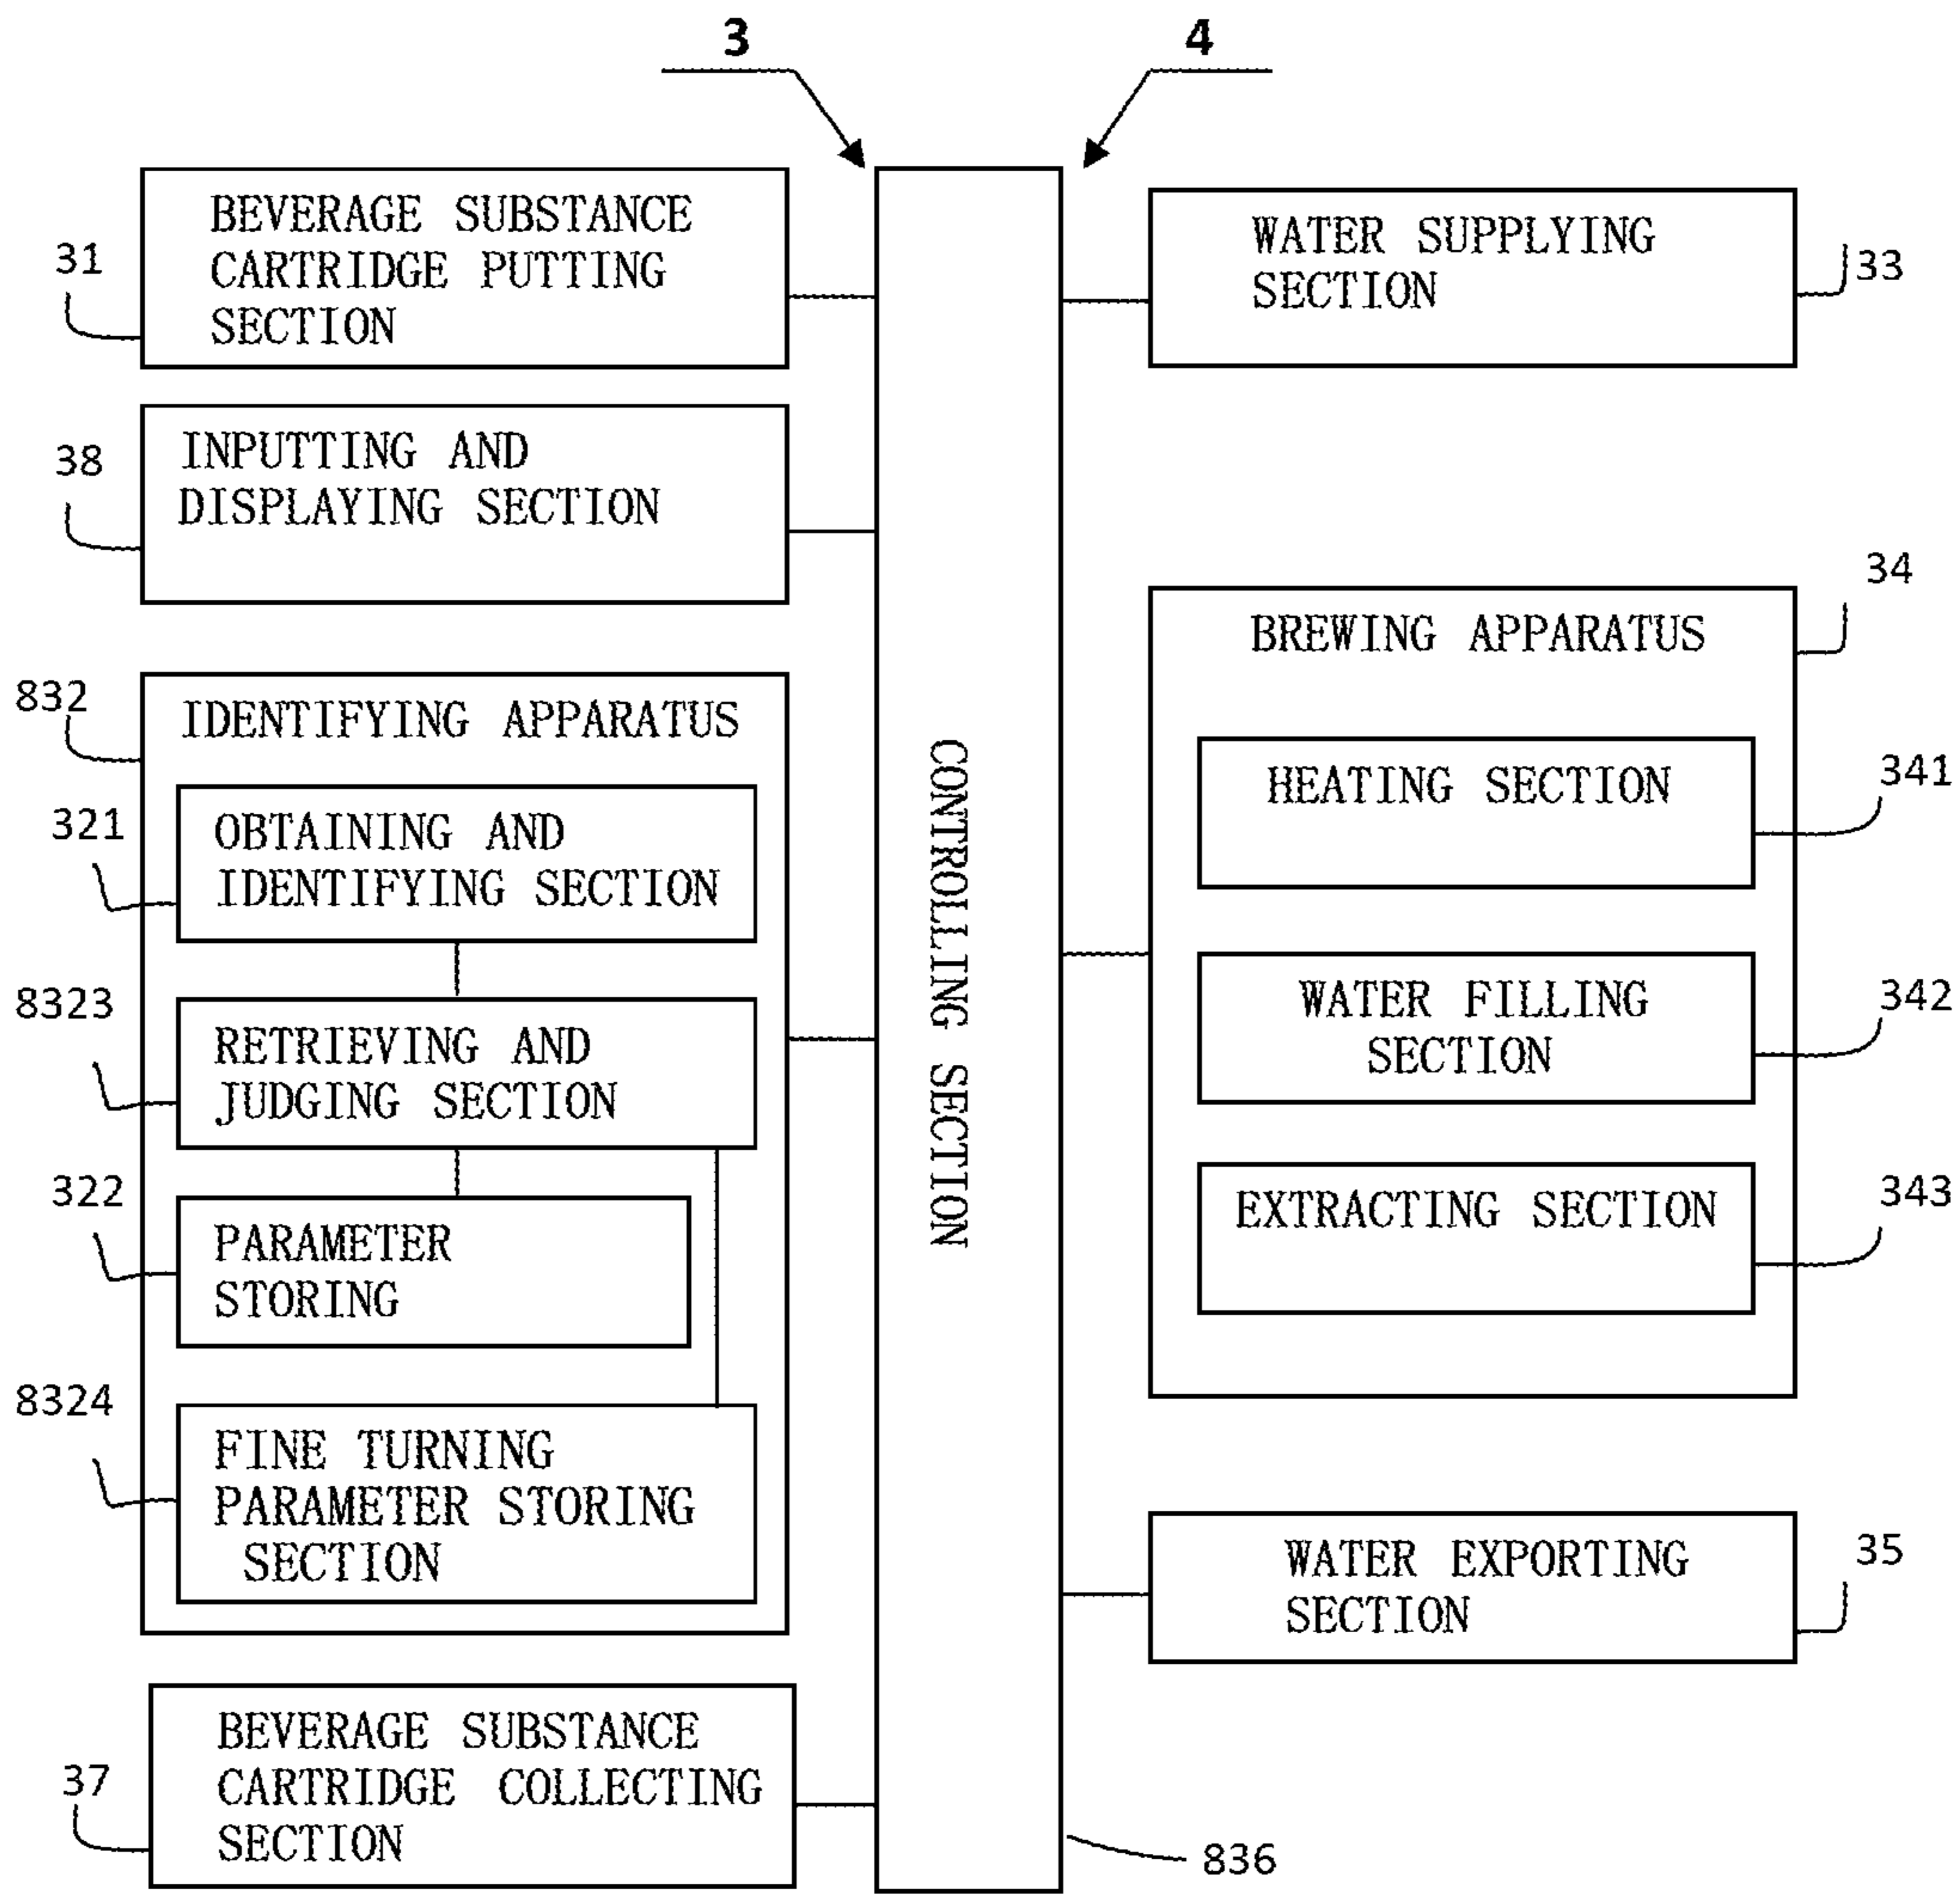 3
4
BEVERAGE SUBSTANCE
CARTRIDGE PUTTING
SECTION
31
INPUTTING AND
DISPLAYING SECTION
38
832
IDENTIFYING APPARATUS
321
OBTAINING AND
IDENTIFYING SECTION
8323
RETRIEVING AND
JUDGING SECTION
322
PARAMETER
STORING
8324
FINE TURNING
PARAMETER STORING
SECTION
BEVERAGE SUBSTANCE
CARTRIDGE COLLECTING
SECTION
37
CONTROLLING SECTION
836
WATER SUPPLYING
SECTION
33
34
BREWING APPARATUS
HEATING SECTION
341
WATER FILLING
SECTION
342
EXTRACTING SECTION
343
WATER EXPORTING
SECTION
35